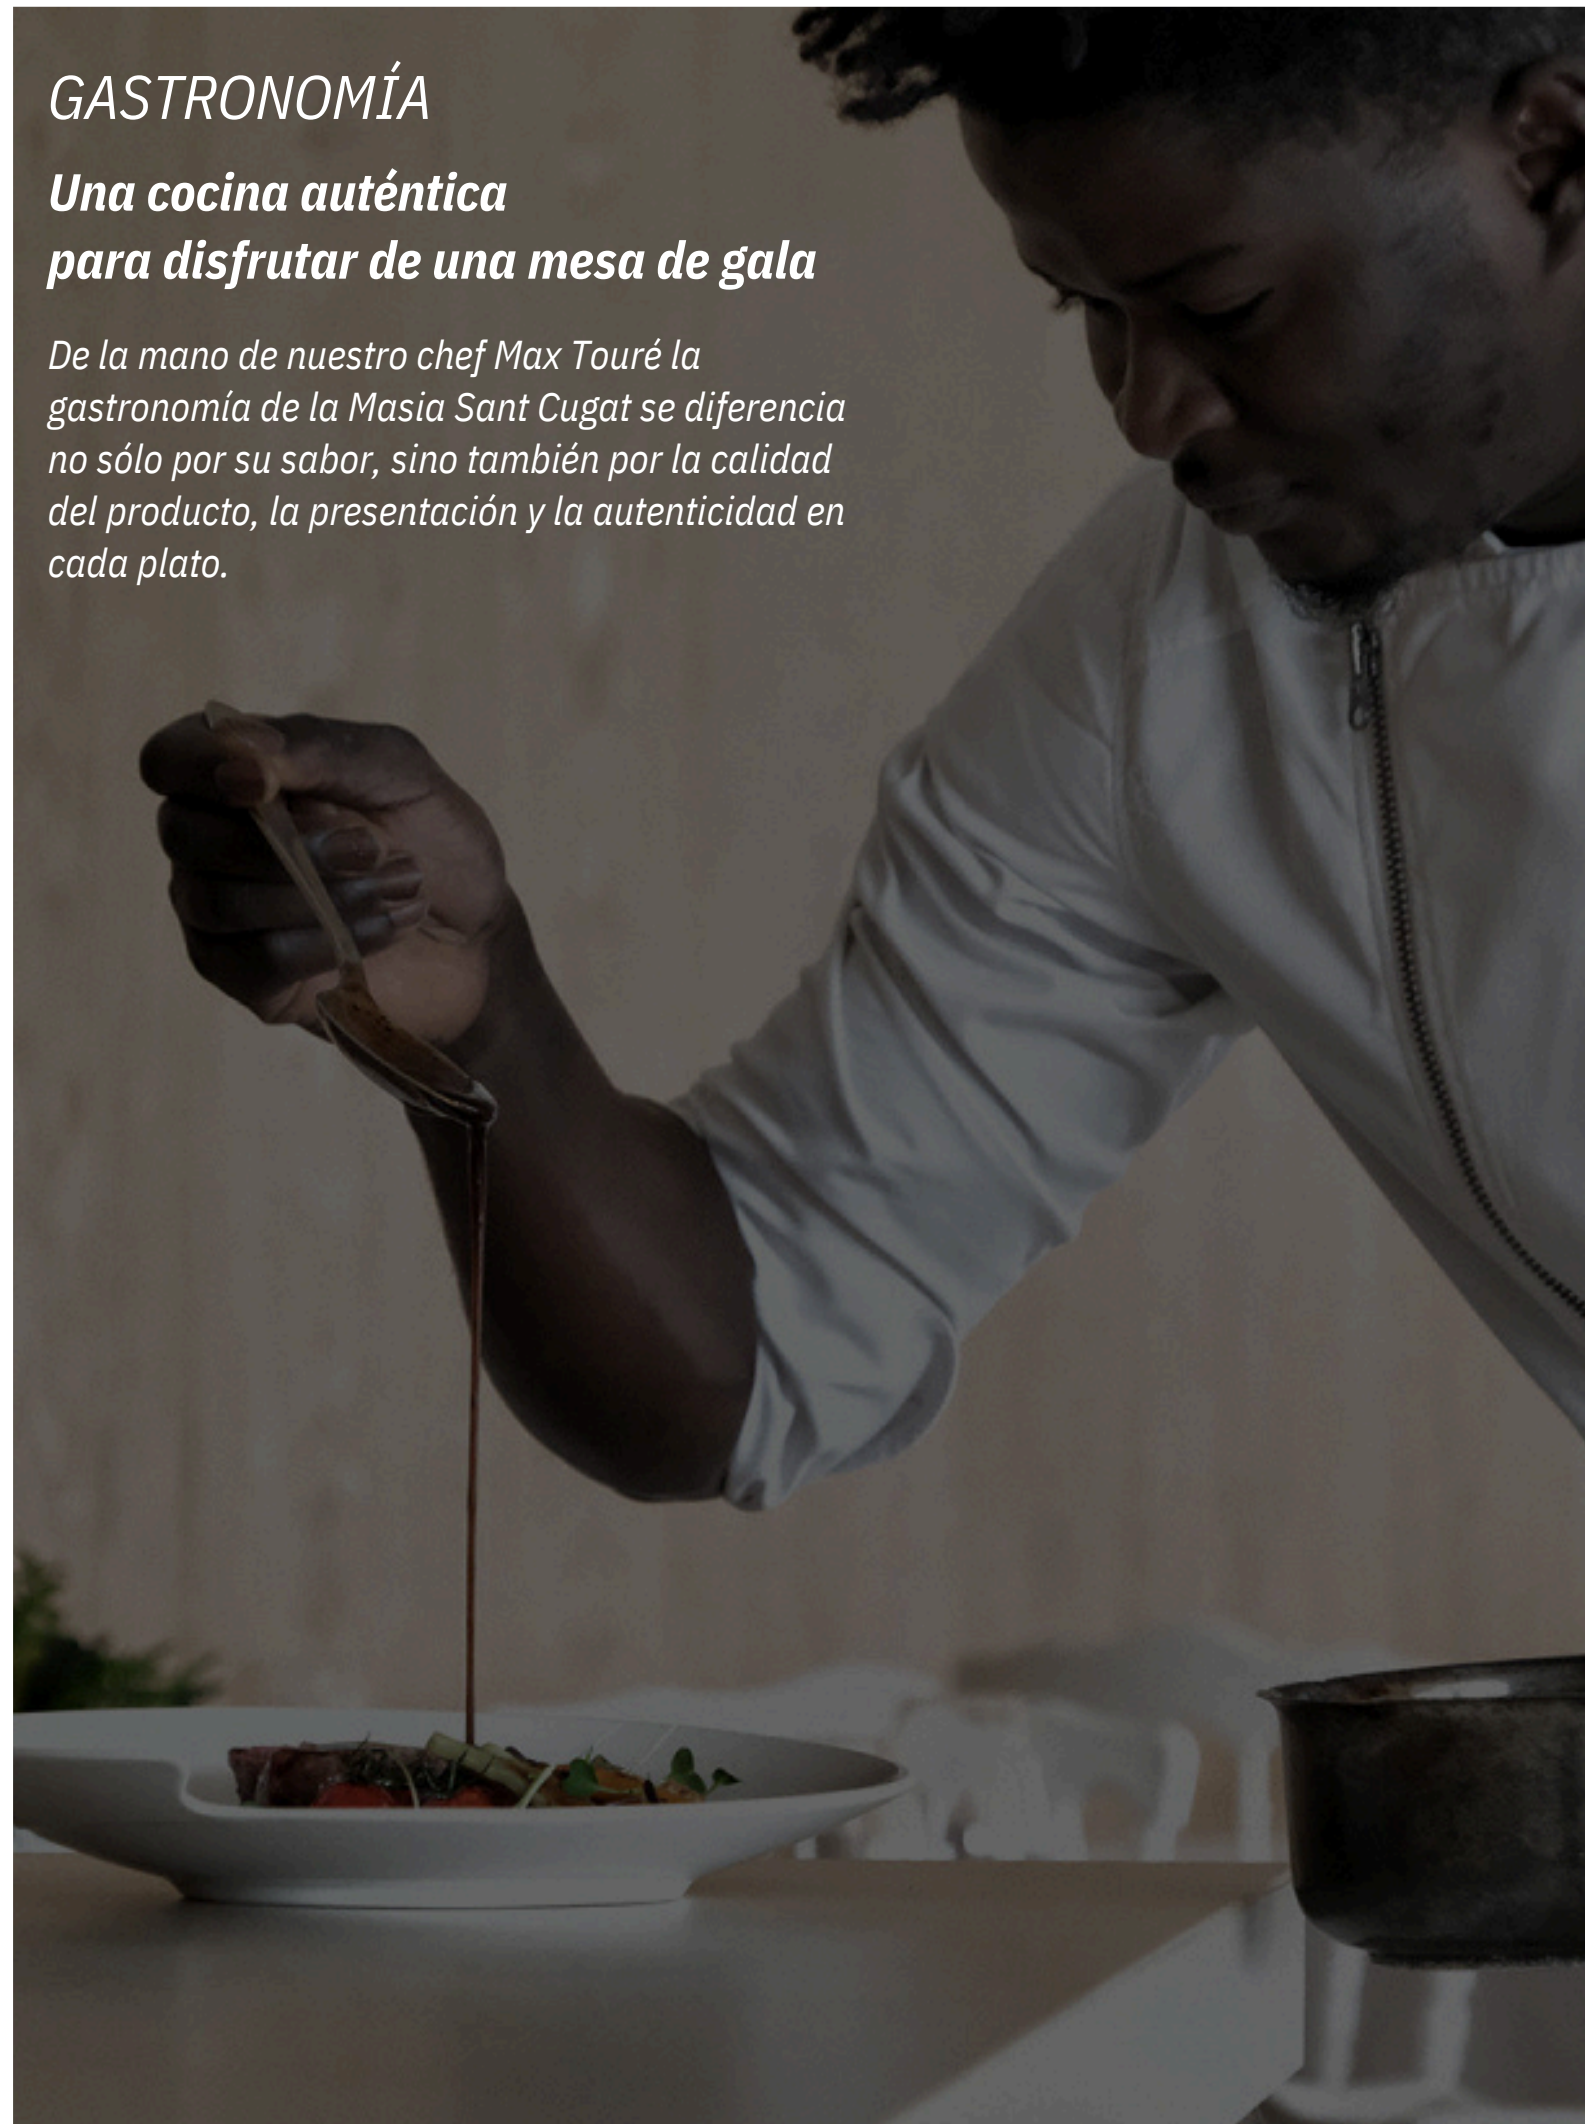 GASTRONOMÍA
Una cocina auténtica
para disfrutar de una mesa de gala
De la mano de nuestro chef Max Touré la
gastronomía de la Masia Sant Cugat se diferencia
no sólo por su sabor, sino también por la calidad
del producto, la presentación y la autenticidad en
cada plato.